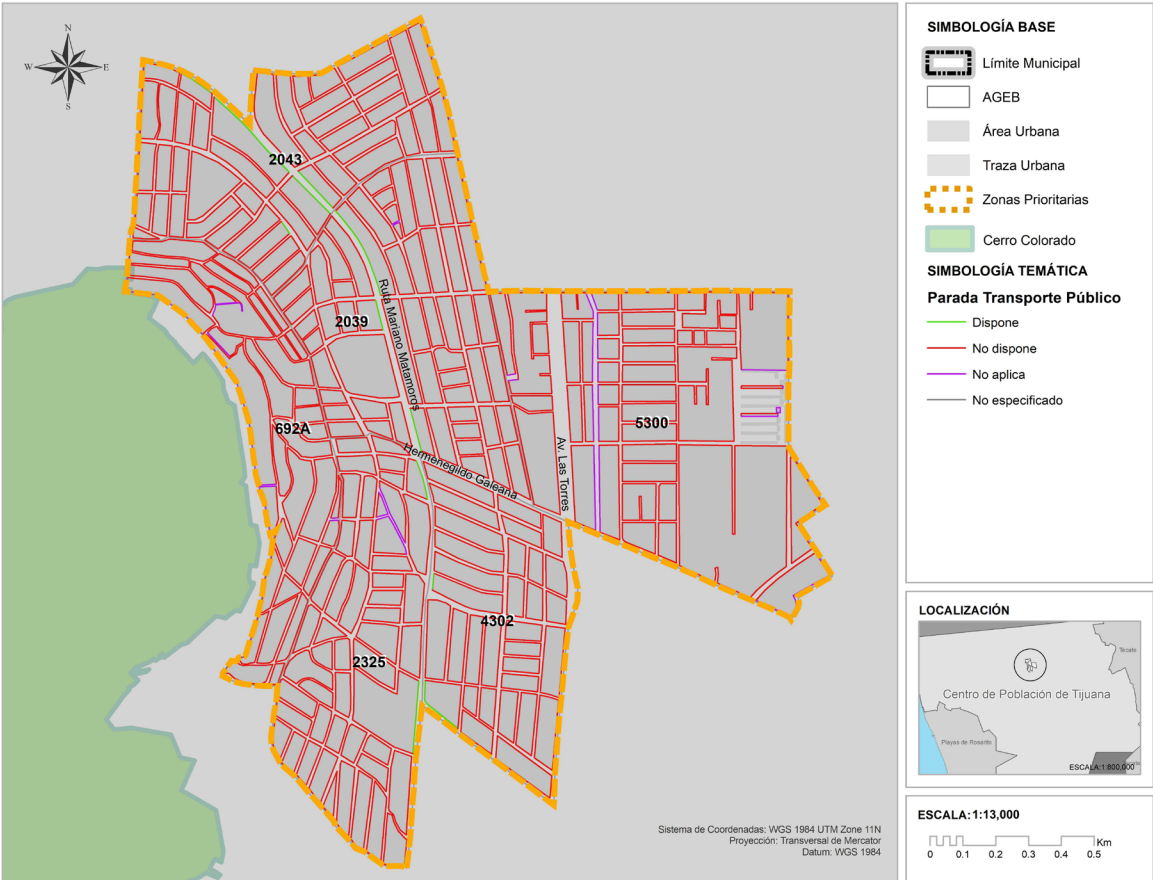 N
W
E
S
2043
2039
Ruta Mariano Matamoros
692A
Hermenegildo Galeana
Av. Las Torres
5300
4302
2325
Sistema de Coordenadas: WGS 1984 UTM Zone 11N
Proyección: Transversal de Mercator
Datum: WGS 1984
SIMBOLOGÍA BASE
Límite Municipal
AGEB
Área Urbana
Traza Urbana
Zonas Prioritarias
Cerro Colorado
SIMBOLOGÍA TEMÁTICA
Parada Transporte Público
Dispone
No dispone
No aplica
No especificado
LOCALIZACIÓN
Tecate
Centro de Población de Tijuana
Playas de Rosarito
ESCALA:1:800,000
ESCALA: 1:13,000
Km
0 0.1 0.2 0.3 0.4 0.5